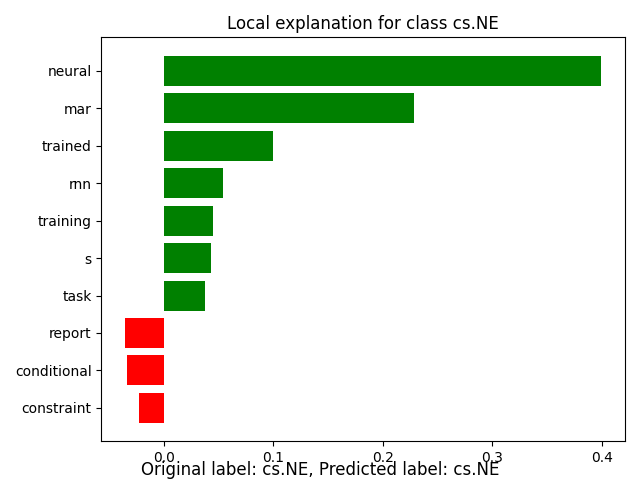 Local explanation for class cs.NE
neural
mar
trained
rnn
training
s
task
report
conditional
constraint
0.0 0.1 0.2 0.3 0.4
Original label: cs.NE, Predicted label: cs.NE